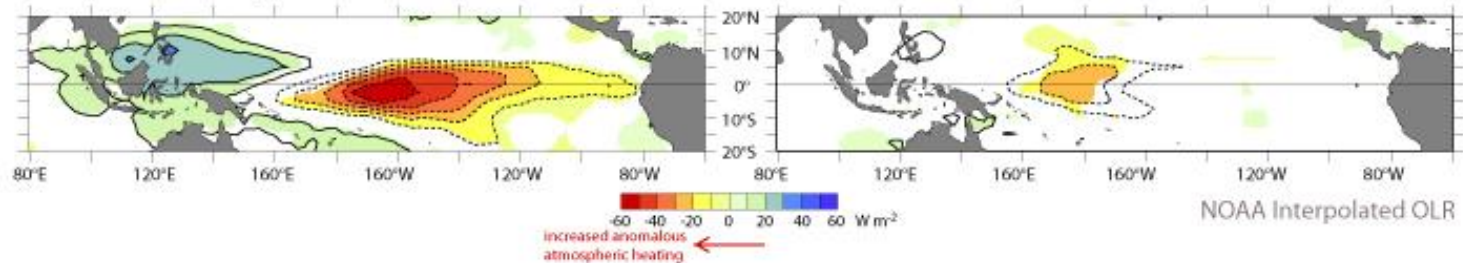 20°N
10°N
0°
10°S
20°S
80°E 120°E 160°E 160°W 120°W 80°W
80°E 120°E 160°E 160°W 120°W 80°W
-60 -40 -20 0 20 40 60 W m-2
NOAA Interpolated OLR
increased anomalous
atmospheric heating